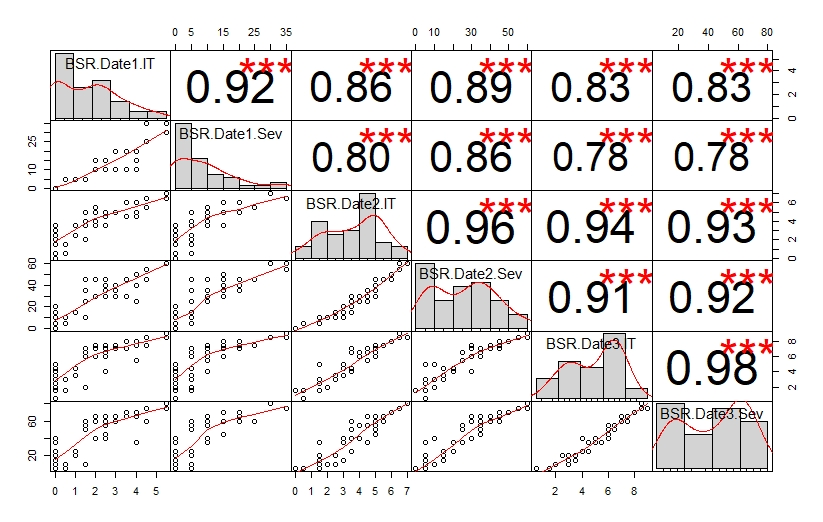 0 5 15 25 35 0 10 30 50 20 40 60 80
BSR.Date1.IT *** 0.92 *** 0.86 *** 0.89 *** 0.83 *** 0.83 0 2 4
0 10 25 BSR.Date1.Sev *** 0.80 *** 0.86 *** 0.78 *** 0.78
BSR.Date2.IT *** 0.96 *** 0.94 *** 0.93 0 2 4 6
0 20 40 60 BSR.Date2.Sev *** 0.91 *** 0.92
BSR.Date3.IT *** 0.98 2 4 6 8
20 60 BSR.Date3.Sev
0 1 2 3 4 5 0 1 2 3 4 5 6 7 2 4 6 8